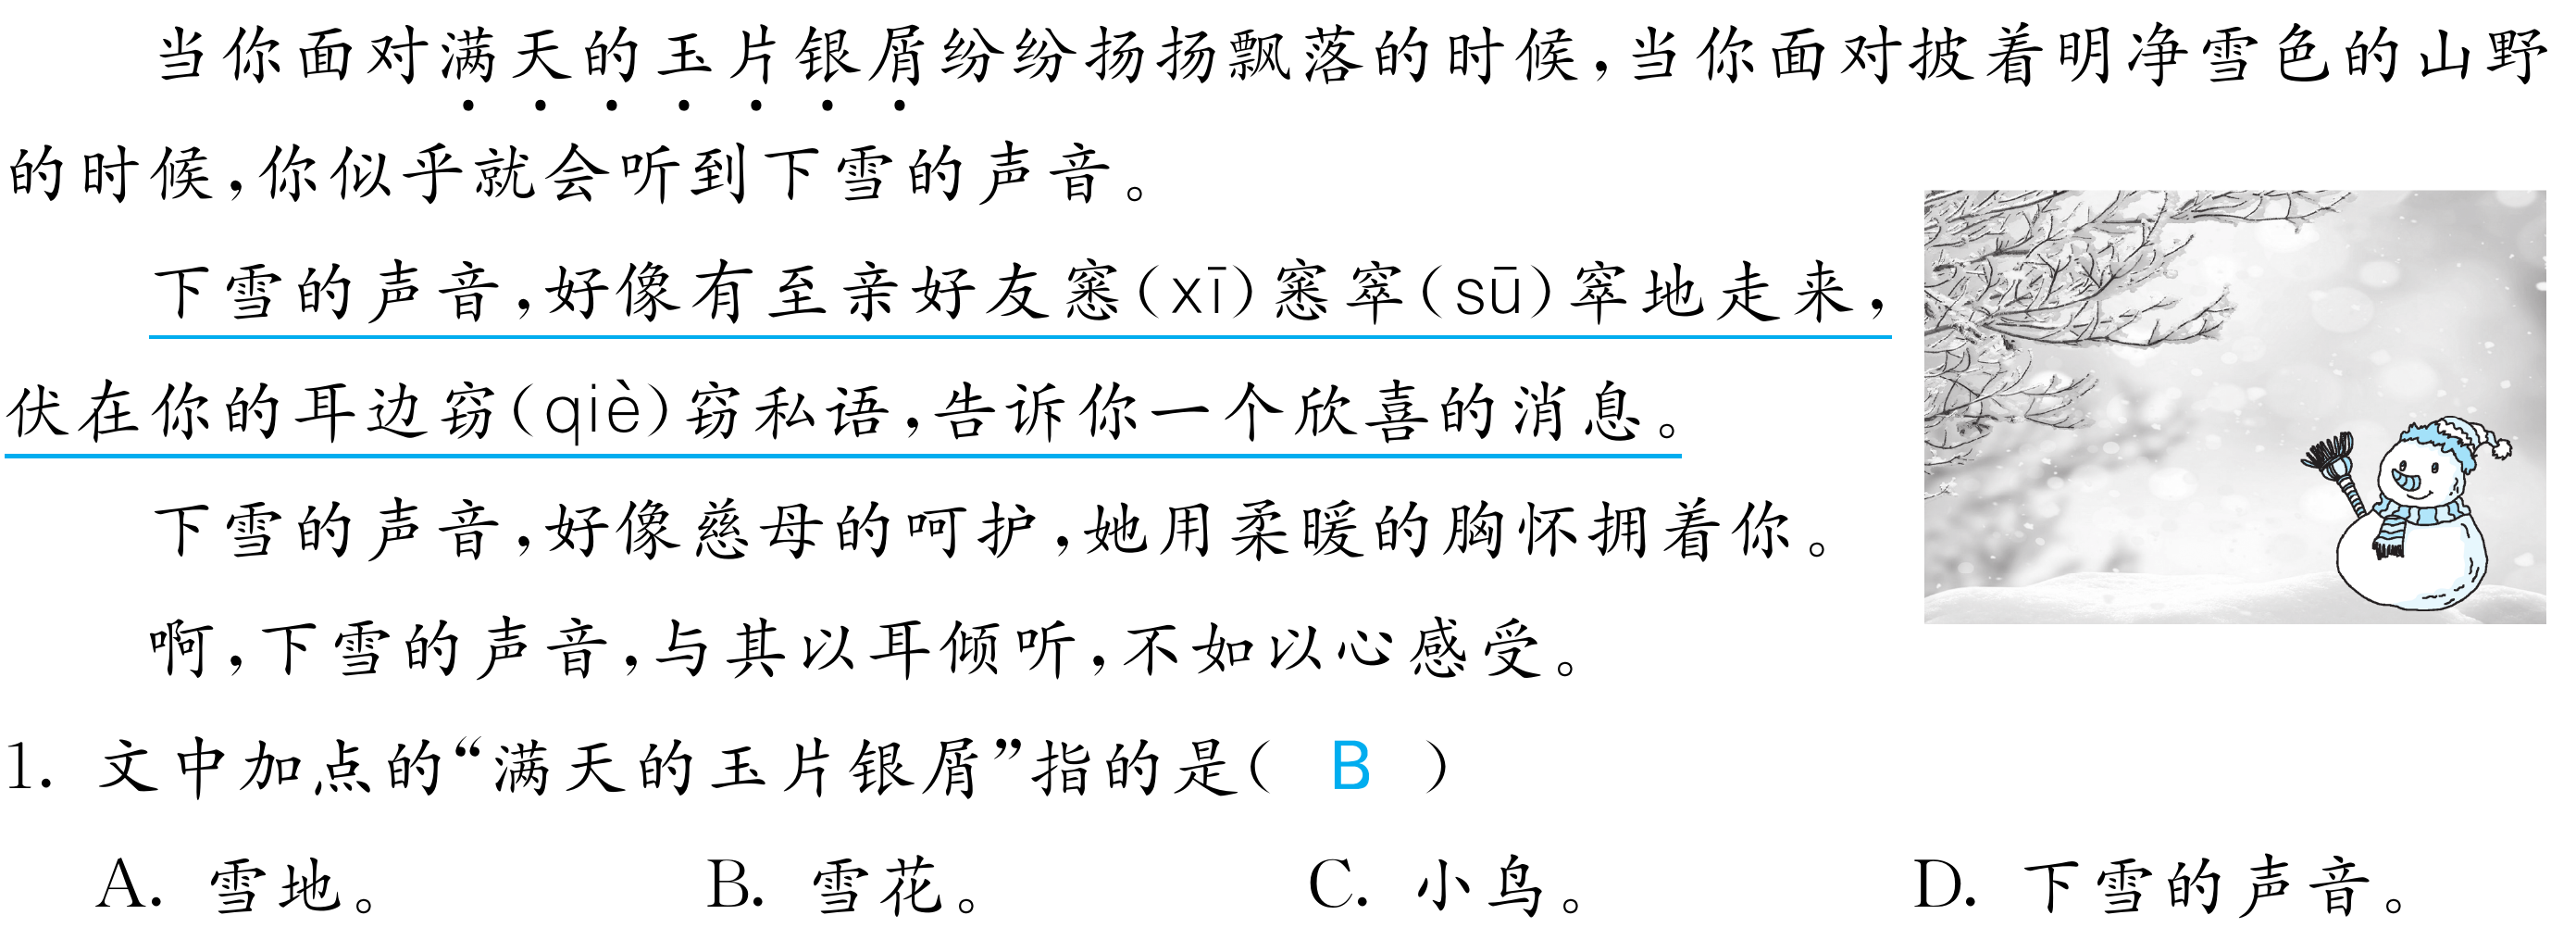 当你面对满天的玉片银屑纷纷扬扬飘落的时候,当你面对披着明净雪色的山野
的时候,你似乎就会听到下雪的声音。
下雪的声音,好像有至亲好友窸(xī)窸窣(sū)窣地走来,
伏在你的耳边窃(qiè)窃私语,告诉你一个欣喜的消息。
下雪的声音,好像慈母的呵护,她用柔暖的胸怀拥着你。
啊,下雪的声音,与其以耳倾听,不如以心感受。
1. 文中加点的“满天的玉片银屑”指的是( B )
A. 雪地。 B. 雪花。 C. 小鸟。 D. 下雪的声音。